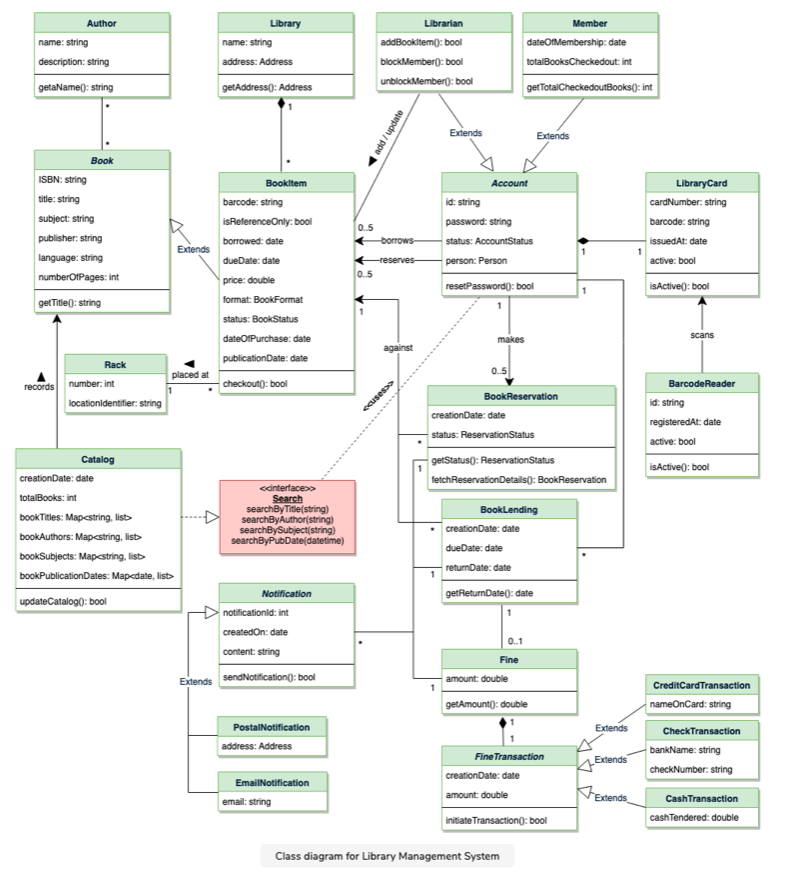 Author
name: string
description: string
getaName(): string
Library
name: string
address: Address
getAddress(): Address
Librarian
addBookItem(): bool
blockMember(): bool
unblockMember(): bool
Member
dateOfMembership: date
totalBooksCheckedout: int
getTotalCheckedoutBooks(): int
*
*
1
*
add / update
Extends
Extends
Book
ISBN: string
title: string
subject: string
publisher: string
language: string
numberOfPages: int
getTitle(): string
Extends
BookItem
barcode: string
isReferenceOnly: bool
borrowed: date
dueDate: date
price: double
format: BookFormat
status: BookStatus
dateOfPurchase: date
publicationDate: date
checkout(): bool
0..5
borrows
reserves
0..5
1
Account
id: string
password: string
status: AccountStatus
person: Person
resetPassword(): bool
1
1
1
1
LibraryCard
cardNumber: string
barcode: string
issuedAt: date
active: bool
isActive(): bool
against
makes
0..5
scans
records
Rack
number: int
locationIdentifier: string
placed at
1
*
<<uses>>
BookReservation
creationDate: date
status: ReservationStatus
getStatus(): ReservationStatus
fetchReservationDetails(): BookReservation
*
1
BarcodeReader
id: string
registeredAt: date
active: bool
isActive(): bool
Catalog
creationDate: date
totalBooks: int
bookTitles: Map<string, list>
bookAuthors: Map<string, list>
bookSubjects: Map<string, list>
bookPublicationDates: Map<date, list>
updateCatalog(): bool
<<interface>>
Search
searchByTitle(string)
searchByAuthor(string)
searchBySubject(string)
searchByPubDate(datetime)
BookLending
creationDate: date
dueDate: date
returnDate: date
getReturnDate(): date
*
1
*
1
0..1
Notification
notificationId: int
createdOn: date
content: string
sendNotification(): bool
*
Extends
Fine
amount: double
getAmount(): double
1
1
1
PostalNotification
address: Address
EmailNotification
email: string
FineTransaction
creationDate: date
amount: double
initiateTransaction(): bool
Extends
Extends
Extends
CreditCardTransaction
nameOnCard: string
CheckTransaction
bankName: string
checkNumber: string
CashTransaction
cashTendered: double
Class diagram for Library Management System